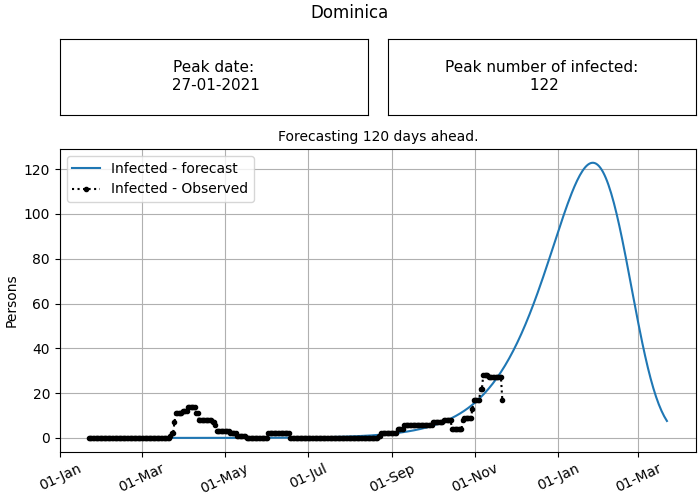 Dominica
Peak date:
27-01-2021
Peak number of infected:
122
Forecasting 120 days ahead.
Infected - forecast
Infected - Observed
Persons
120
100
80
60
40
20
0
01-Jan
01-Mar
01-May
01-Jul
01-Sep
01-Nov
01-Jan
01-Mar